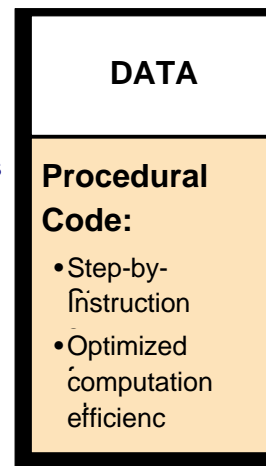 DATA
Procedural
Code:
•Step-by-
Instruction
•Optimized
computation
efficienc